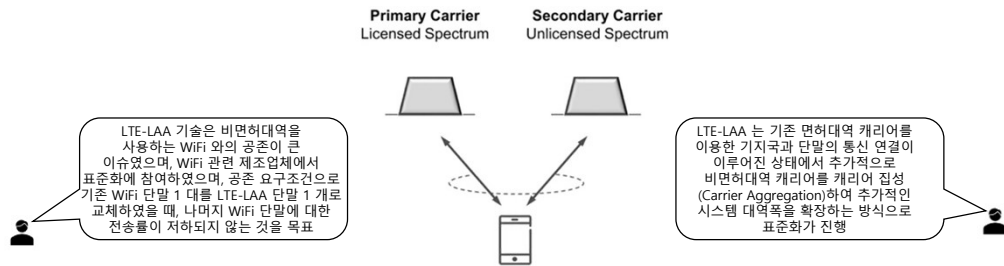 Primary Carrier
Licensed Spectrum
Secondary Carrier
Unlicensed Spectrum
LTE-LAA 기술은 비면허대역을
사용하는 WiFi 와의 공존이 큰
이슈였으며, WiFi 관련 제조업체에서
표준화에 참여하였으며, 공존 요구조건으로
기존 WiFi 단말 1 대를 LTE-LAA 단말 1 개로
교체하였을 때, 나머지 WiFi 단말에 대한
전송률이 저하되지 않는 것을 목표
LTE-LAA 는 기존 면허대역 캐리어를
이용한 기지국과 단말의 통신 연결이
이루어진 상태에서 추가적으로
비면허대역 캐리어를 캐리어 집성
(Carrier Aggregation)하여 추가적인
시스템 대역폭을 확장하는 방식으로
표준화가 진행